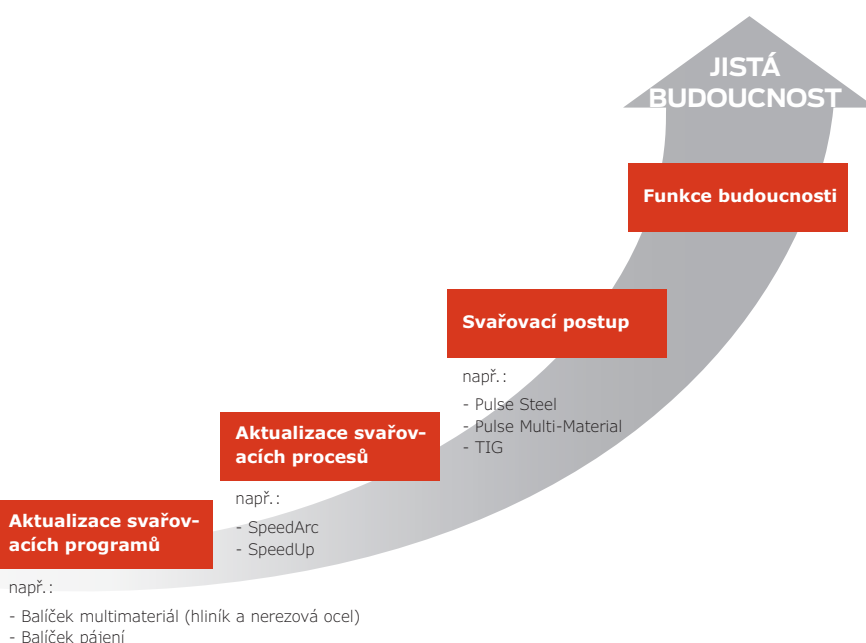 JISTÁ
BUDOUCNOST
Funkce budoucnosti
Svařovací postup
např.:
- Pulse Steel
- Pulse Multi-Material
- TIG
Aktualizace svařov-
acích procesů
např.:
- SpeedArc
- SpeedUp
Aktualizace svařov-
acích programů
např.:
- Balíček multimateriál (hliník a nerezová ocel)
- Balíček pájení